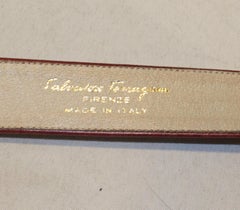 Salvatore Ferragamo
FIRENZE
MADE IN ITALY